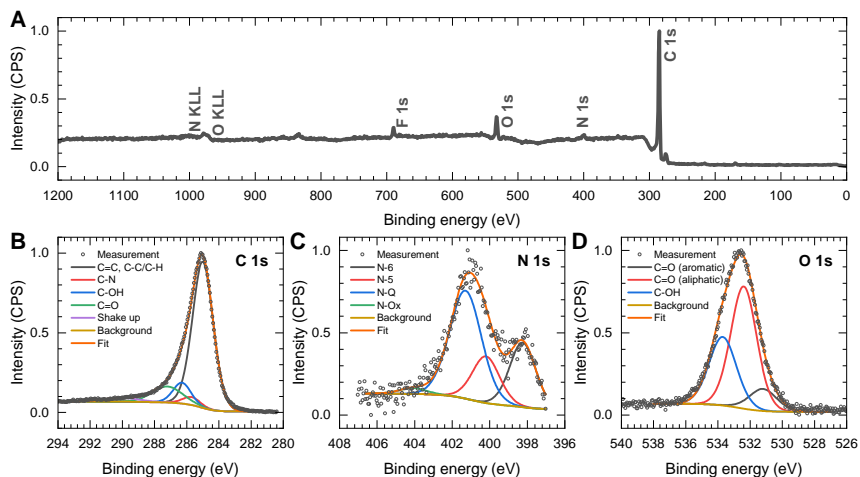 A
Intensity (CPS)
1.0
0.5
0.0
N KLL
O KLL
F 1s
O 1s
N 1s
C 1s
1200 1100 1000 900 800 700 600 500 400 300 200 100 0
Binding energy (eV)
B
C 1s
Intensity (CPS)
1.0
0.5
0.0
Measurement
C=C, C-C/C-H
C-N
C-OH
C=O
Shake up
Background
Fit
294 292 290 288 286 284 282 280
Binding energy (eV)
C
N 1s
Intensity (CPS)
1.0
0.5
0.0
Measurement
N-6
N-5
N-Q
N-Ox
Background
Fit
408 406 404 402 400 398 396
Binding energy (eV)
D
O 1s
Intensity (CPS)
1.0
0.5
0.0
Measurement
C=O (aromatic)
C=O (aliphatic)
C-OH
Background
Fit
540 538 536 534 532 530 528 526
Binding energy (eV)